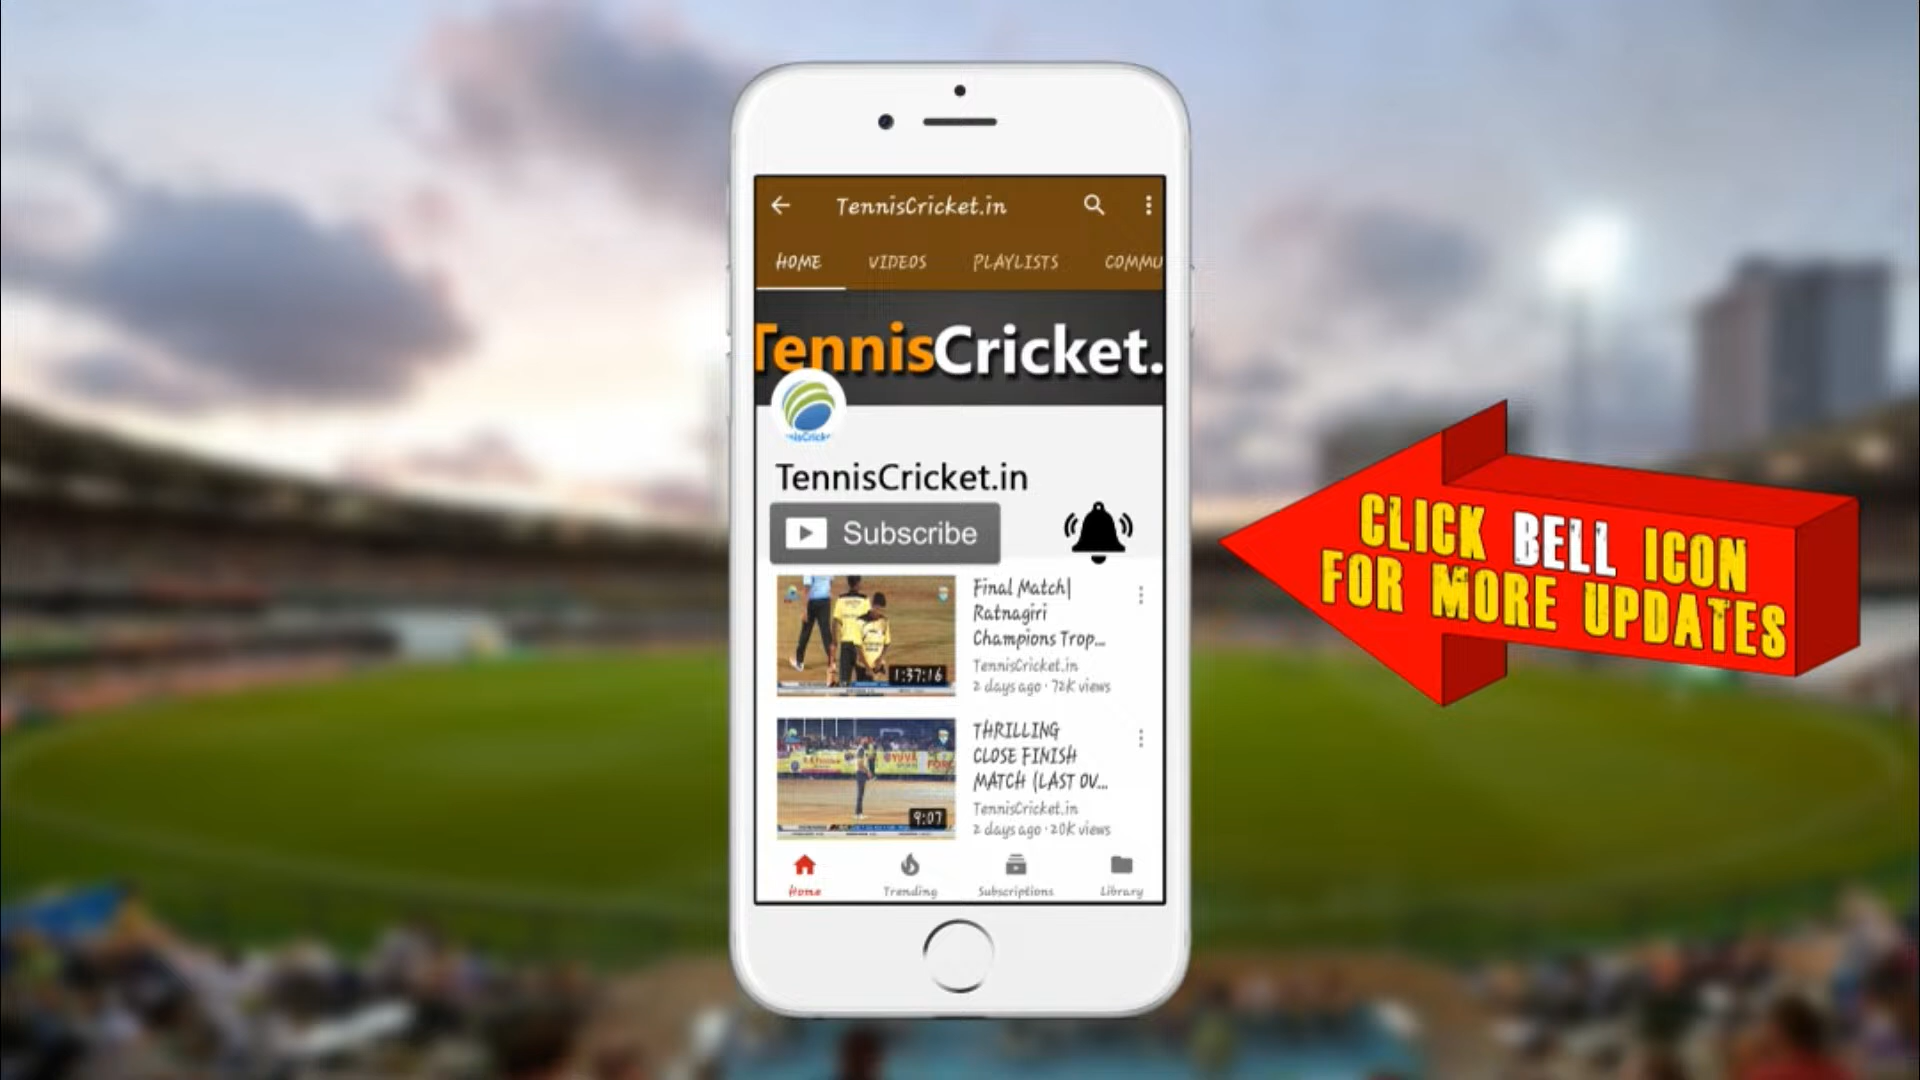 TennisCricket.in
HOME VIDEOS PLAYLISTS COMMU
TennisCricket.
TennisCricket.in
Subscribe
Final Match|
Ratnagiri
Champions Trop...
TennisCricket.in
2 days ago · 72K views
1:37:16
THRILLING
CLOSE FINISH
MATCH (LAST OV...
TennisCricket.in
2 days ago · 20K views
9:07
Home Trending Subscriptions Library
CLICK BELL ICON
FOR MORE UPDATES